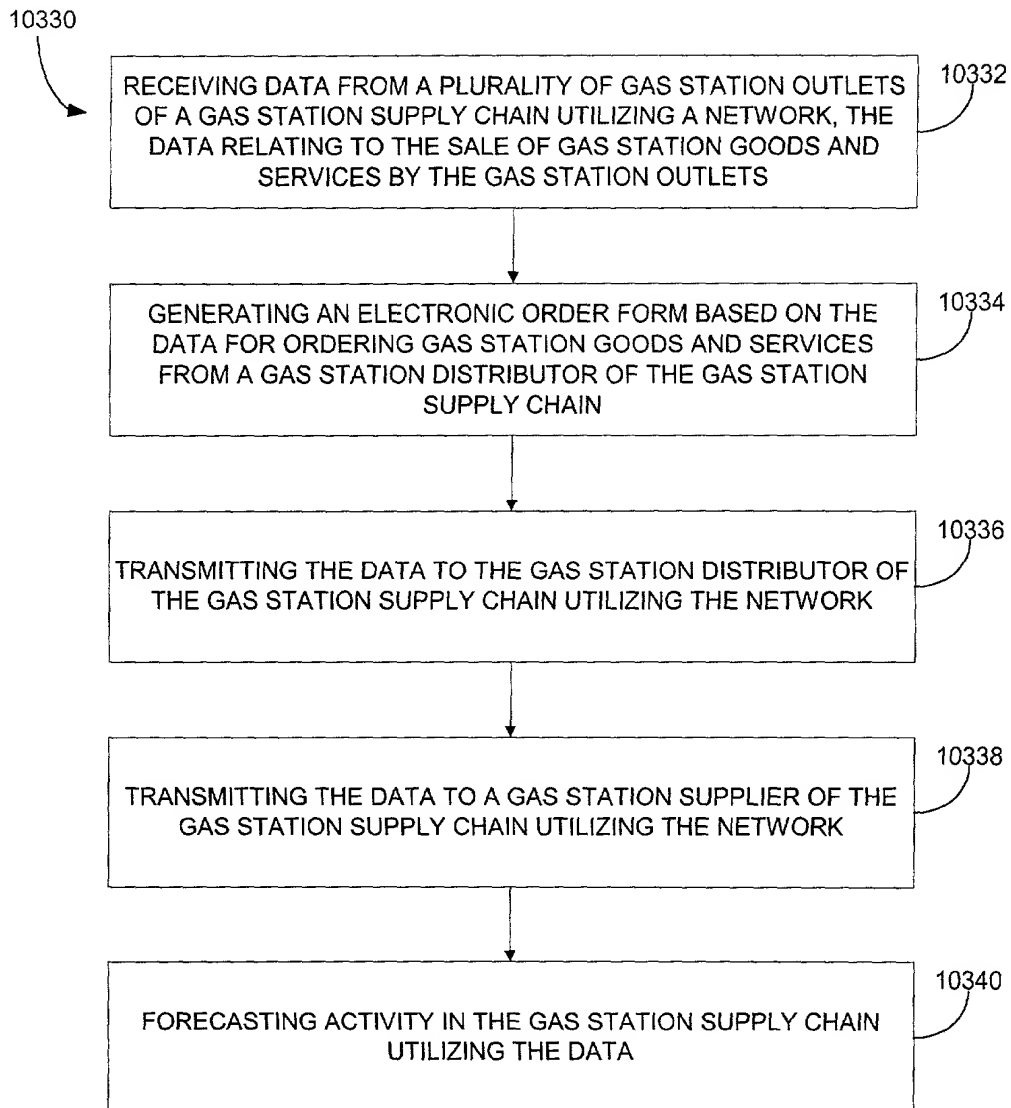 10330
RECEIVING DATA FROM A PLURALITY OF GAS STATION OUTLETS
OF A GAS STATION SUPPLY CHAIN UTILIZING A NETWORK, THE
DATA RELATING TO THE SALE OF GAS STATION GOODS AND
SERVICES BY THE GAS STATION OUTLETS
10332
GENERATING AN ELECTRONIC ORDER FORM BASED ON THE
DATA FOR ORDERING GAS STATION GOODS AND SERVICES
FROM A GAS STATION DISTRIBUTOR OF THE GAS STATION
SUPPLY CHAIN
10334
TRANSMITTING THE DATA TO THE GAS STATION DISTRIBUTOR OF
THE GAS STATION SUPPLY CHAIN UTILIZING THE NETWORK
10336
TRANSMITTING THE DATA TO A GAS STATION SUPPLIER OF THE
GAS STATION SUPPLY CHAIN UTILIZING THE NETWORK
10338
FORECASTING ACTIVITY IN THE GAS STATION SUPPLY CHAIN
UTILIZING THE DATA
10340